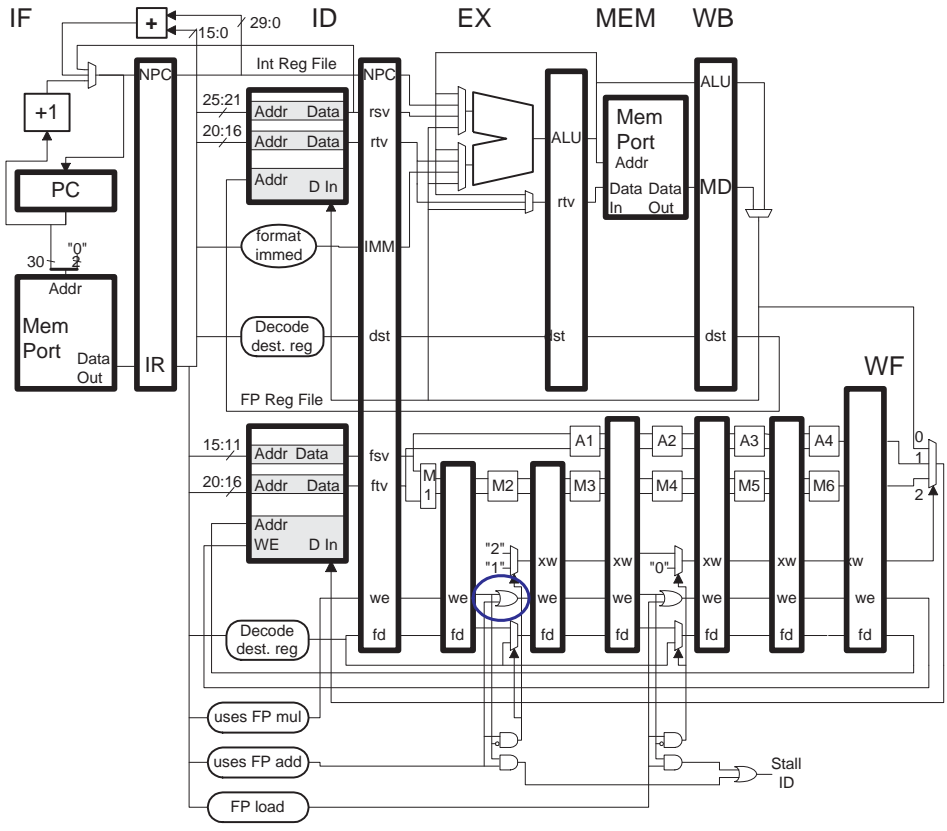 IF ID EX MEM WB
29:0
+
15:0
Int Reg File
NPC NPC
+1
25:21
Addr Data
rsv
ALU
20:16
Addr Data
rtv
ALU
Mem
Port
Addr
PC
Addr
D In
rtv
Data
In
Data
Out
MD
format
immed
IMM
"0"
30 2
Addr
Mem
Port
Data
Out
IR
Decode
dest. reg
dst
dst
dst
WF
FP Reg File
15:11
Addr Data
fsv
A1 A2 A3 A4
0
1
20:16
Addr Data
ftv
M
1
M2 M3 M4 M5 M6
2
Addr
WE D In
"2"
"1"
xw
"0"
xw xw xw
we we we we we we we
Decode
dest. reg
fd fd fd fd fd fd fd
uses FP mul
uses FP add
Stall
ID
FP load